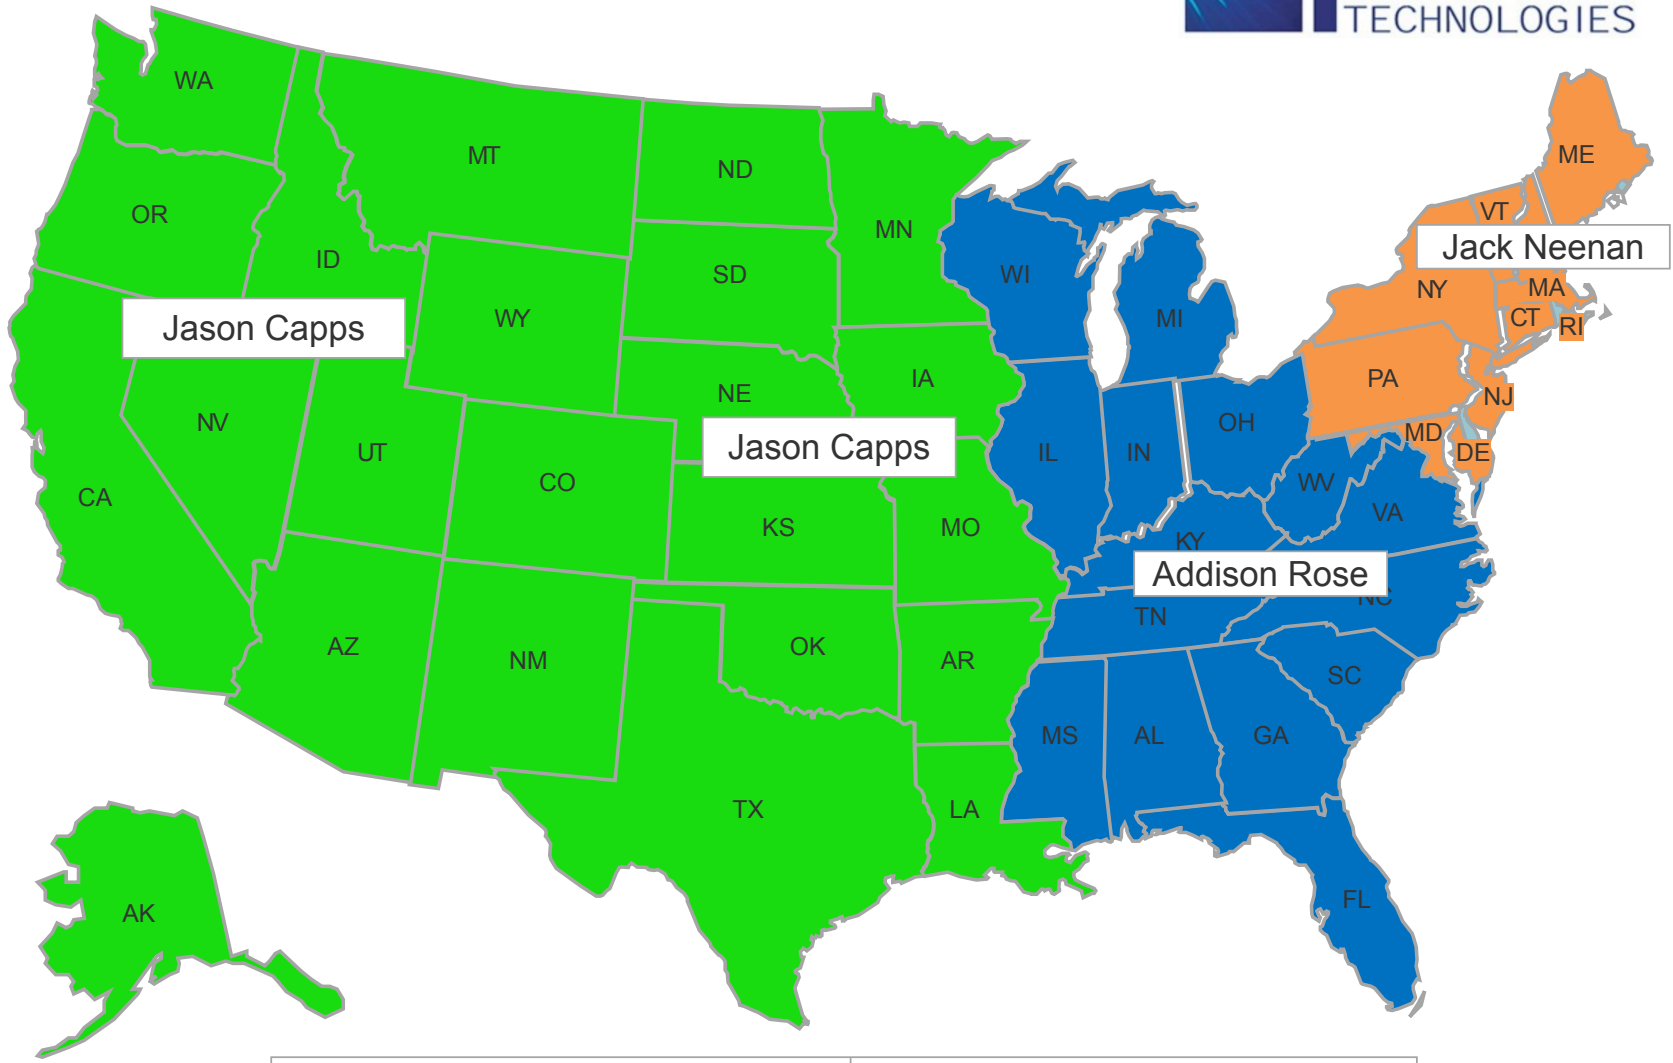 TECHNOLOGIES
WA
MT
ND
ME
OR
VT
MN
Jack Neenan
ID
SD
WI
NY
MA
WY
MI
CT
RI
Jason Capps
IA
PA
NE
NJ
NV
OH
MD
UT
Jason Capps
IL
IN
DE
CO
WV
CA
VA
KS
MO
KY
Addison Rose
NC
TN
AZ
OK
NM
AR
SC
MS
AL
GA
TX
LA
FL
AK